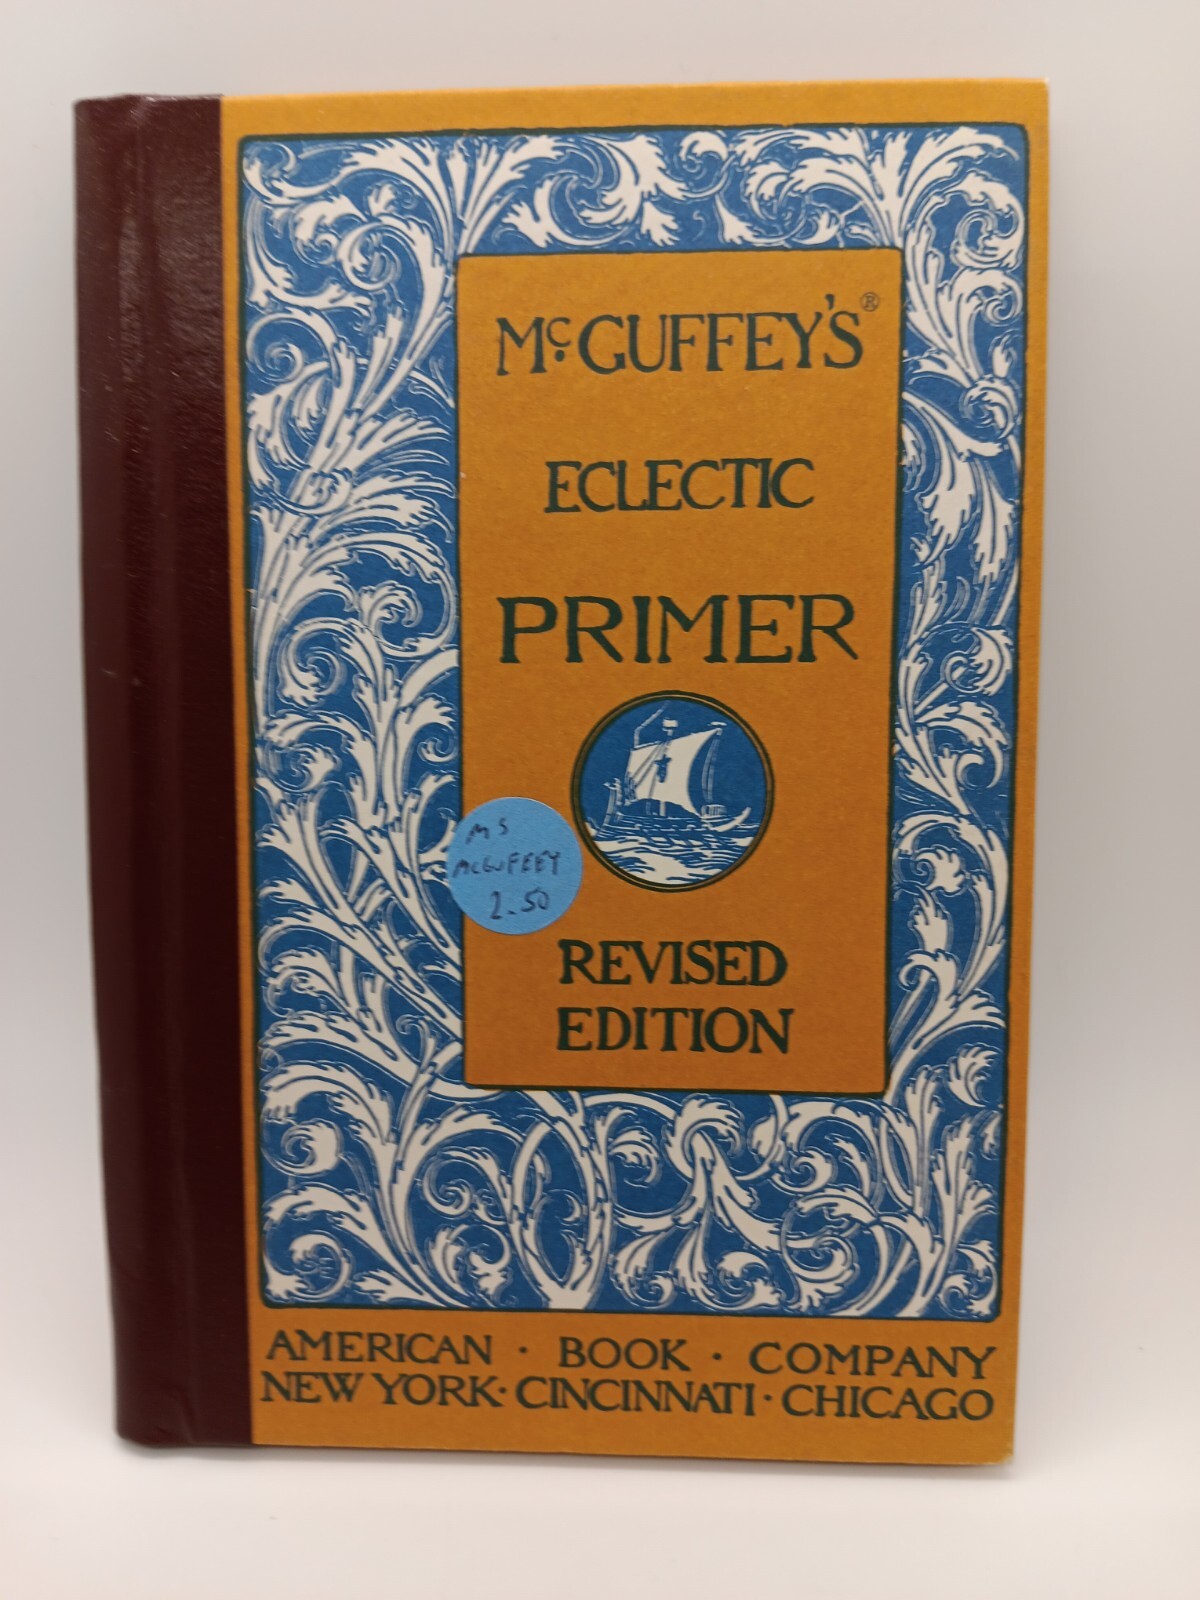 McGUFFEY'S®
ECLECTIC
PRIMER
MS
MCGUFFEY
2.50
REVISED
EDITION
AMERICAN · BOOK · COMPANY
NEW YORK · CINCINNATI · CHICAGO